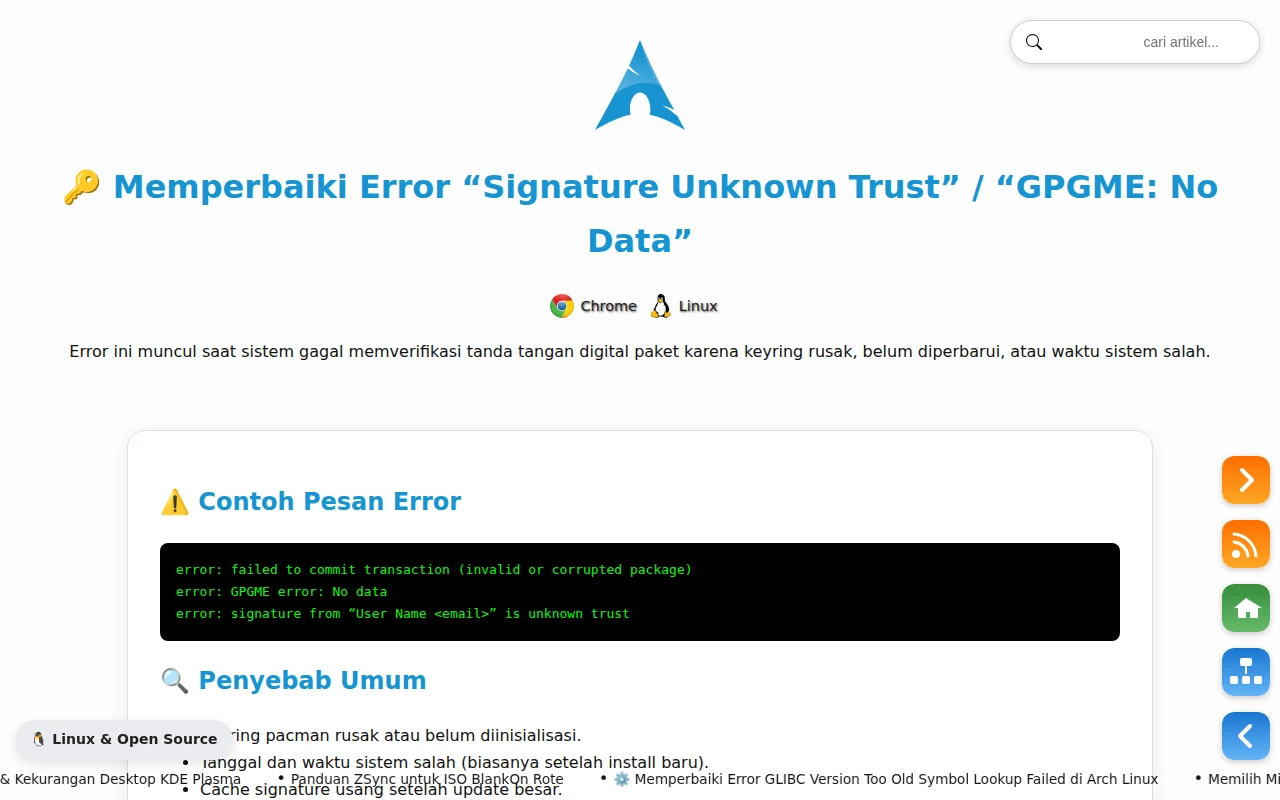 cari artikel...
🔑 Memperbaiki Error “Signature Unknown Trust” / “GPGME: No
Data”
Chrome Linux
Error ini muncul saat sistem gagal memverifikasi tanda tangan digital paket karena keyring rusak, belum diperbarui, atau waktu sistem salah.
⚠️ Contoh Pesan Error
error: failed to commit transaction (invalid or corrupted package)
error: GPGME error: No data
error: signature from “User Name <email>” is unknown trust
🔍 Penyebab Umum
pacman rusak atau belum diinisialisasi.
🐧 Linux & Open Source
• Tanggal dan waktu sistem salah (biasanya setelah install baru).
& Kekurangan Desktop KDE Plasma • Panduan ZSync untuk ISO BlankOn Rote • ⚙️ Memperbaiki Error GLIBC Version Too Old Symbol Lookup Failed di Arch Linux • Memilih
• Cache signature usang setelah update besar.